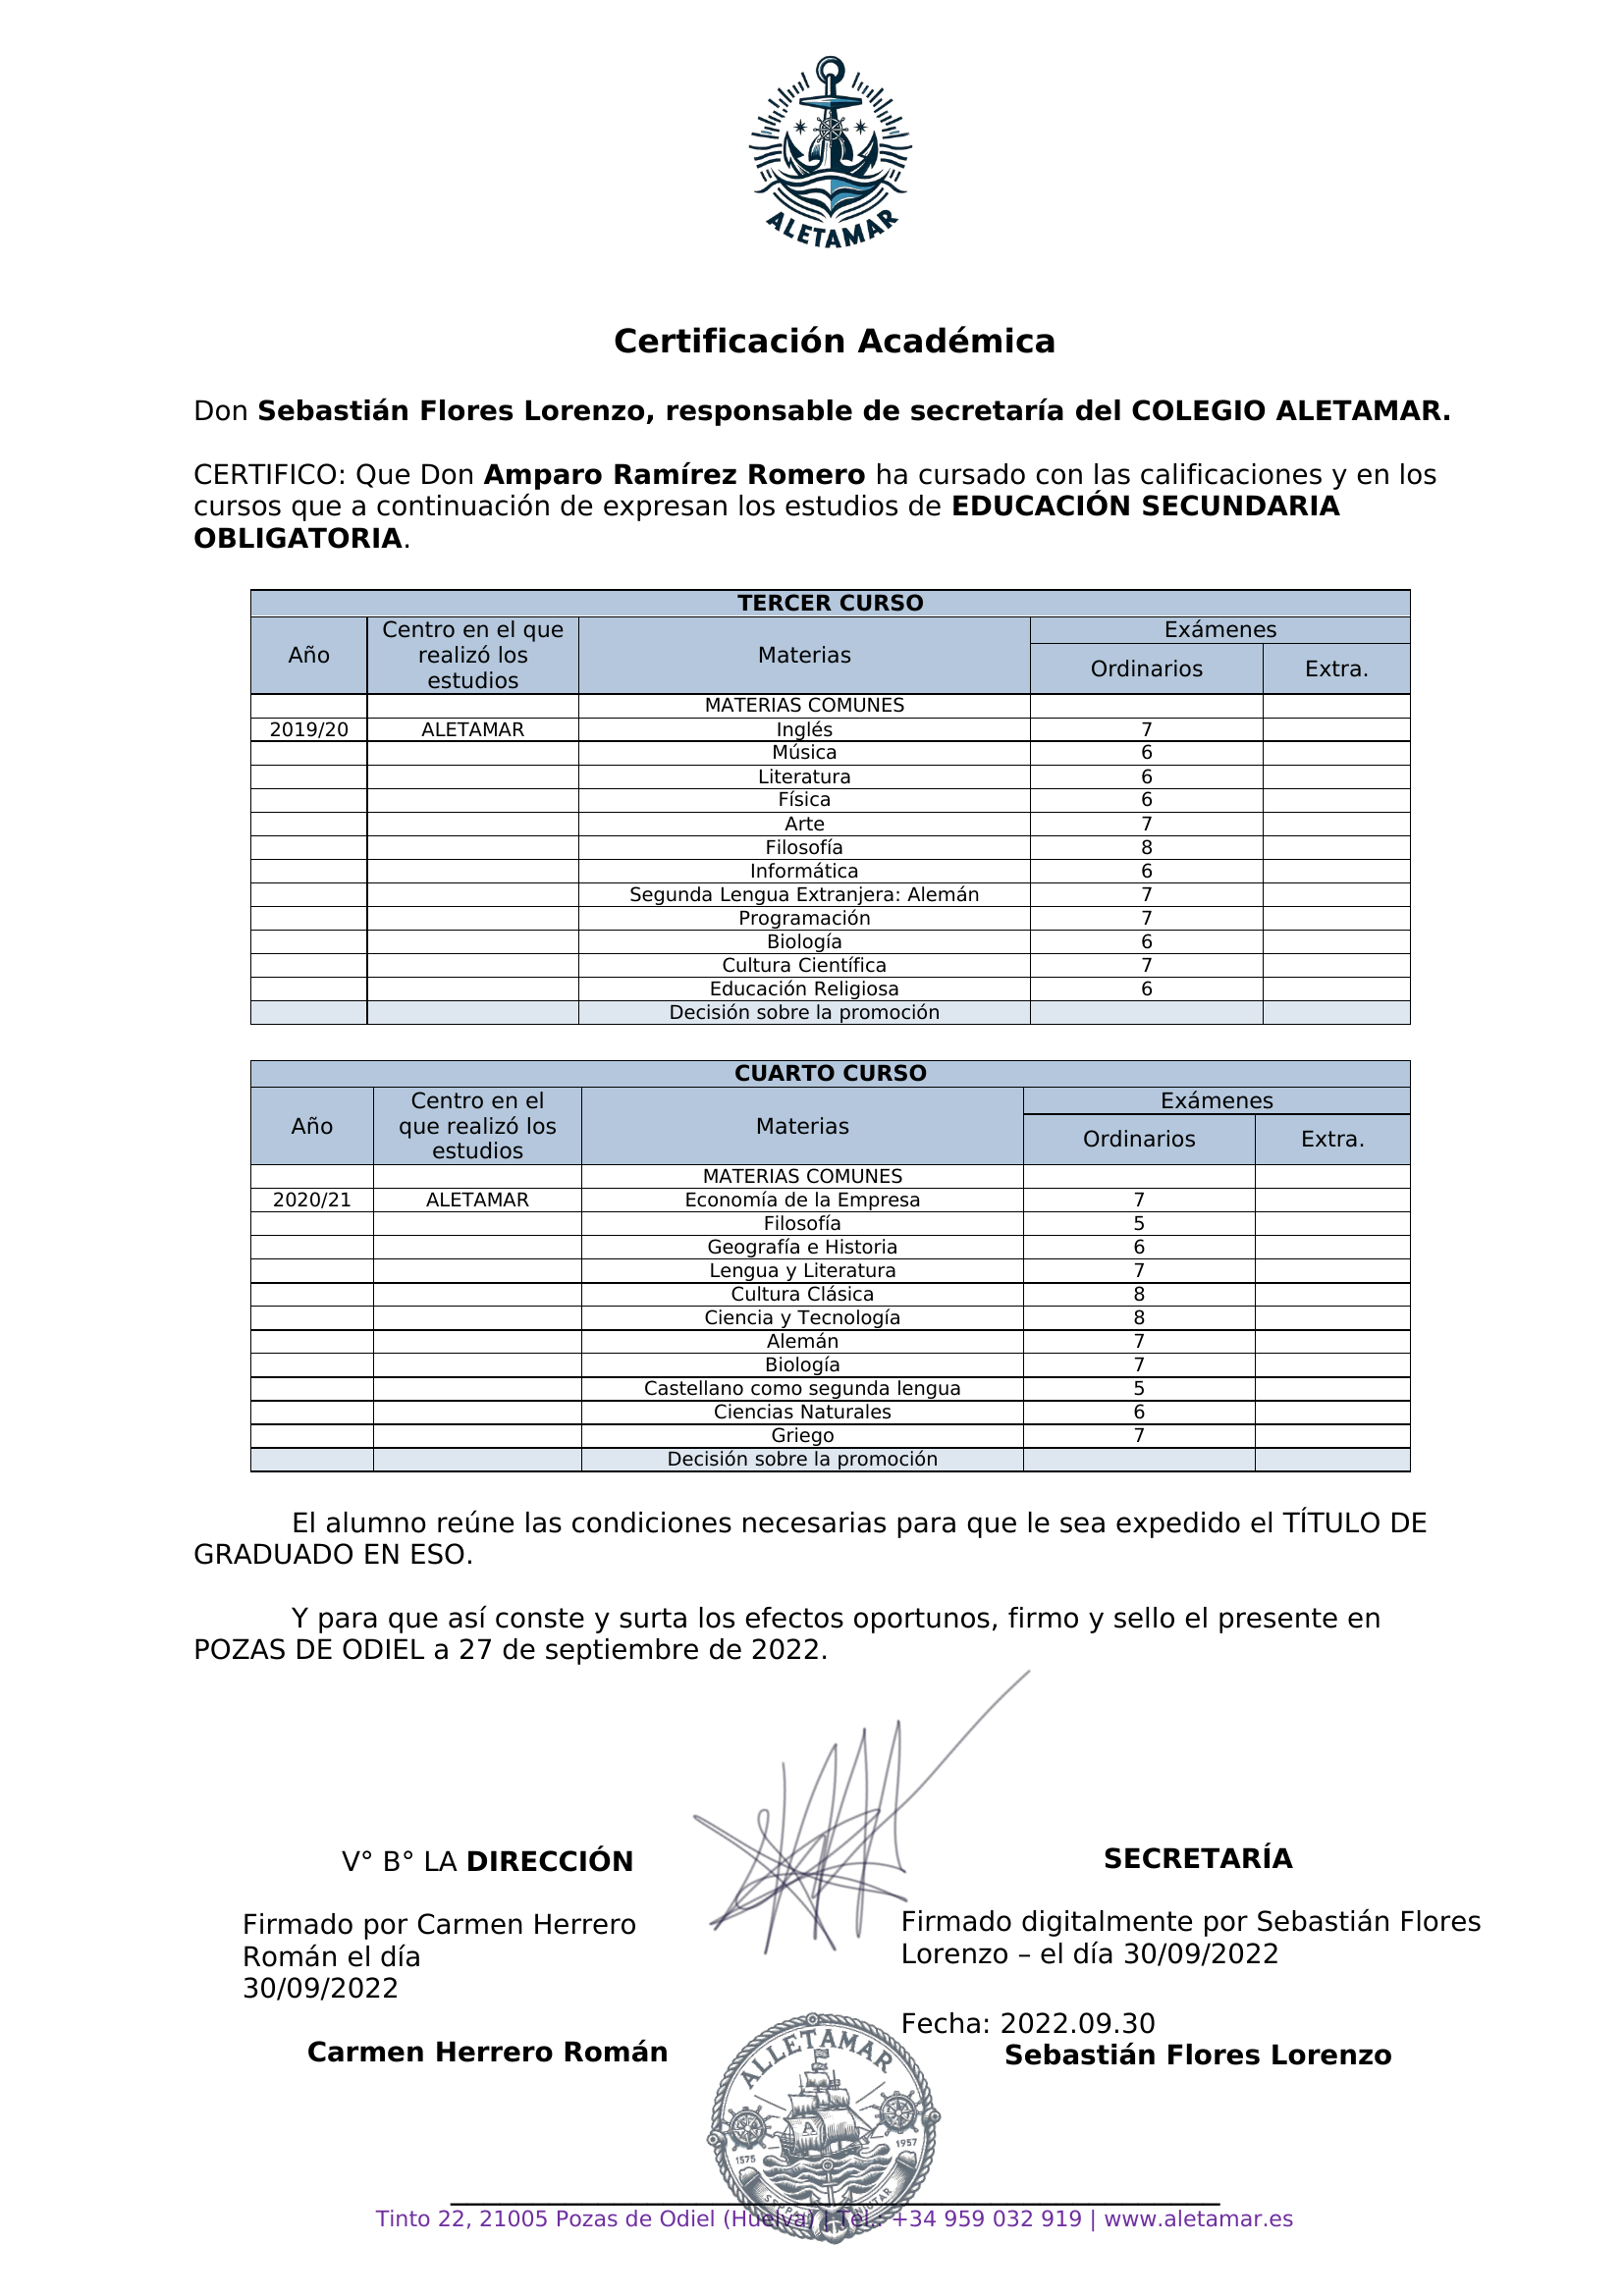 ALETAMAR
Certificación Académica
Don Sebastián Flores Lorenzo, responsable de secretaría del COLEGIO ALETAMAR.
CERTIFICO: Que Don Amparo Ramírez Romero ha cursado con las calificaciones y en los
cursos que a continuación de expresan los estudios de EDUCACIÓN SECUNDARIA
OBLIGATORIA.
TERCER CURSO
Año Centro en el que realizó los estudios Materias Exámenes
Ordinarios Extra.
MATERIAS COMUNES
2019/20 ALETAMAR Inglés 7
Música 6
Literatura 6
Física 6
Arte 7
Filosofía 8
Informática 6
Segunda Lengua Extranjera: Alemán 7
Programación 7
Biología 6
Cultura Científica 7
Educación Religiosa 6
Decisión sobre la promoción
CUARTO CURSO
Año Centro en el que realizó los estudios Materias Exámenes
Ordinarios Extra.
MATERIAS COMUNES
2020/21 ALETAMAR Economía de la Empresa 7
Filosofía 5
Geografía e Historia 6
Lengua y Literatura 7
Cultura Clásica 8
Ciencia y Tecnología 8
Alemán 7
Biología 7
Castellano como segunda lengua 5
Ciencias Naturales 6
Griego 7
Decisión sobre la promoción
El alumno reúne las condiciones necesarias para que le sea expedido el TÍTULO DE
GRADUADO EN ESO.
Y para que así conste y surta los efectos oportunos, firmo y sello el presente en
POZAS DE ODIEL a 27 de septiembre de 2022.
V° B° LA DIRECCIÓN
Firmado por Carmen Herrero
Román el día
30/09/2022
Carmen Herrero Román
SECRETARÍA
Firmado digitalmente por Sebastián Flores
Lorenzo – el día 30/09/2022
Fecha: 2022.09.30
Sebastián Flores Lorenzo
ALLETAMAR
A
1575 1957
Tinto 22, 21005 Pozas de Odiel (Huelva) | Tel.: +34 959 032 919 | www.aletamar.es